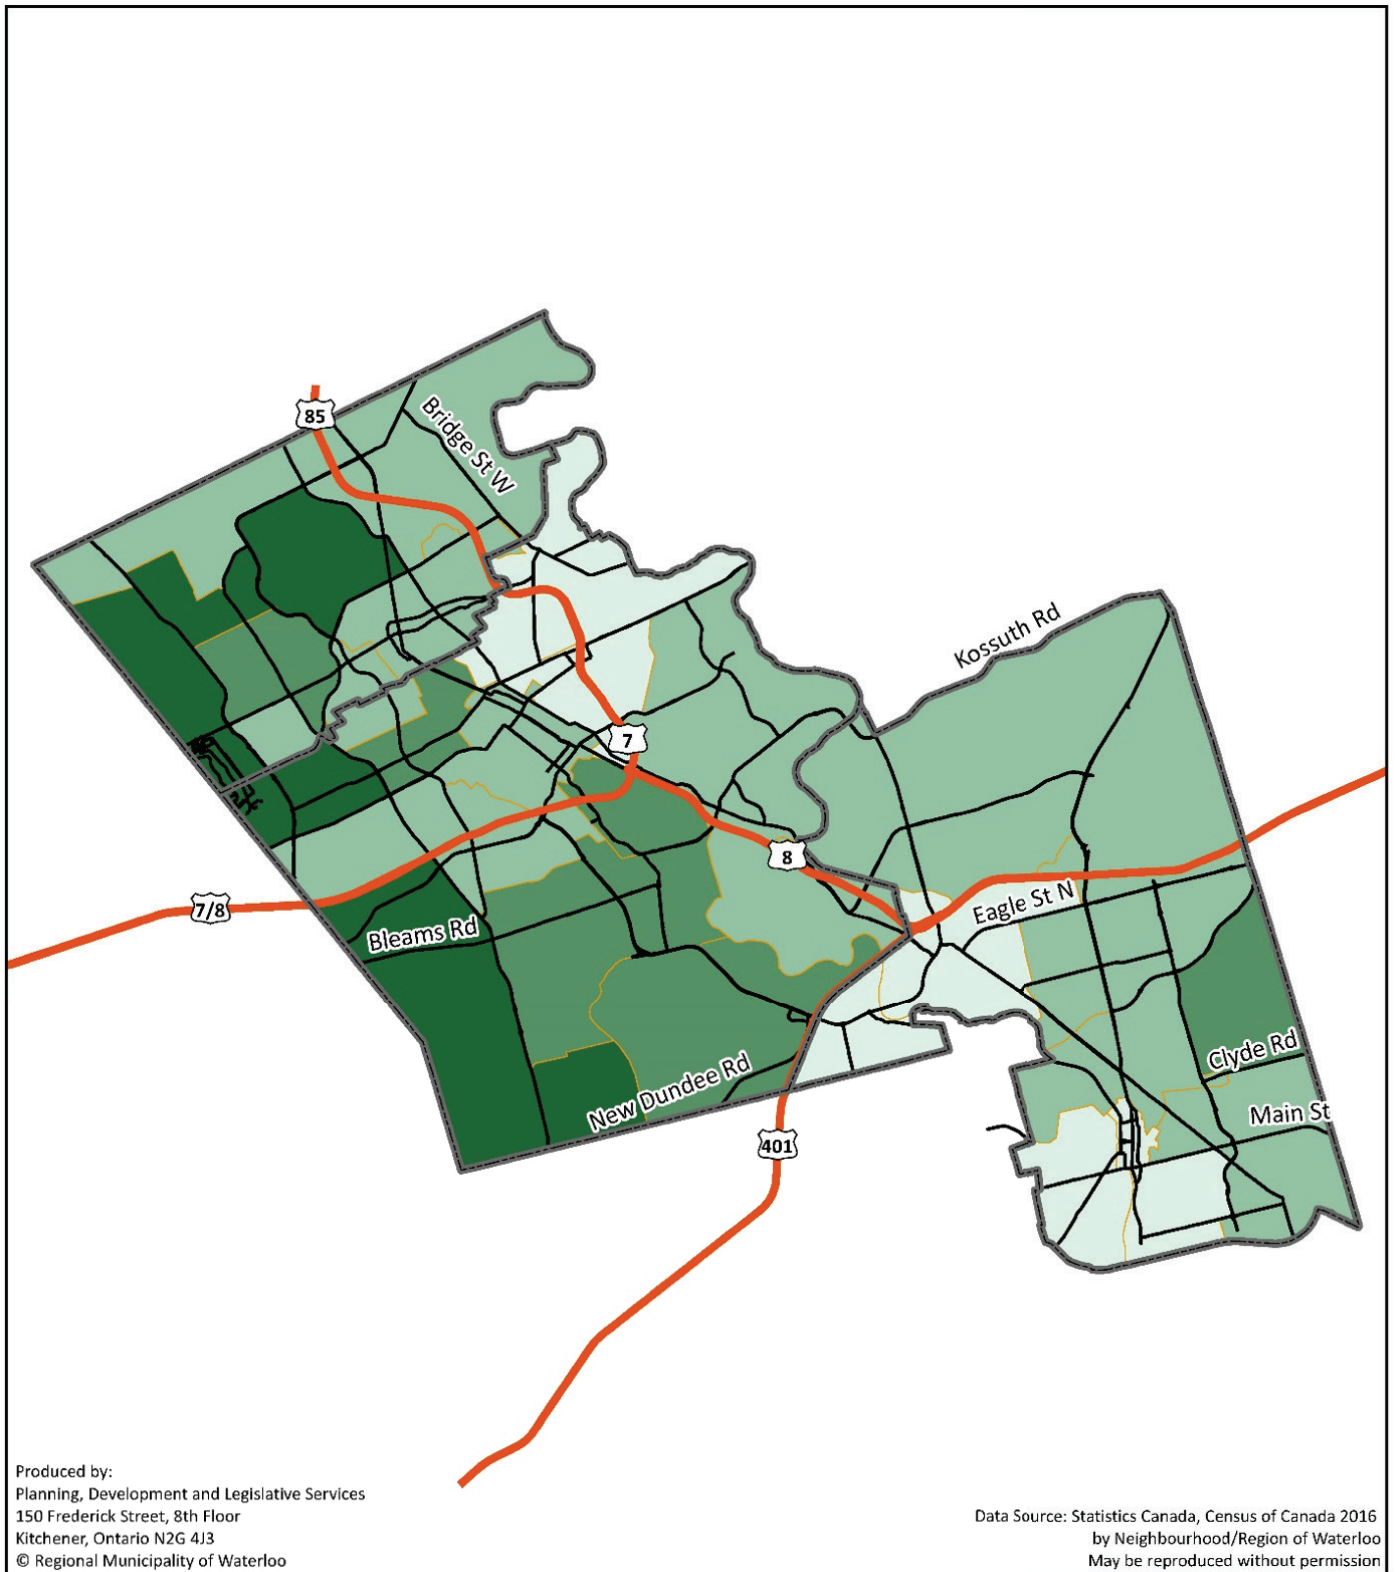 85
Bridge St W
Kossuth Rd
7
8
7/8
Eagle St N
Bleams Rd
Clyde Rd
New Dundee Rd
Main St
401
Produced by:
Planning, Development and Legislative Services
150 Frederick Street, 8th Floor
Kitchener, Ontario N2G 4J3
© Regional Municipality of Waterloo
Data Source: Statistics Canada, Census of Canada 2016
by Neighbourhood/Region of Waterloo
May be reproduced without permission